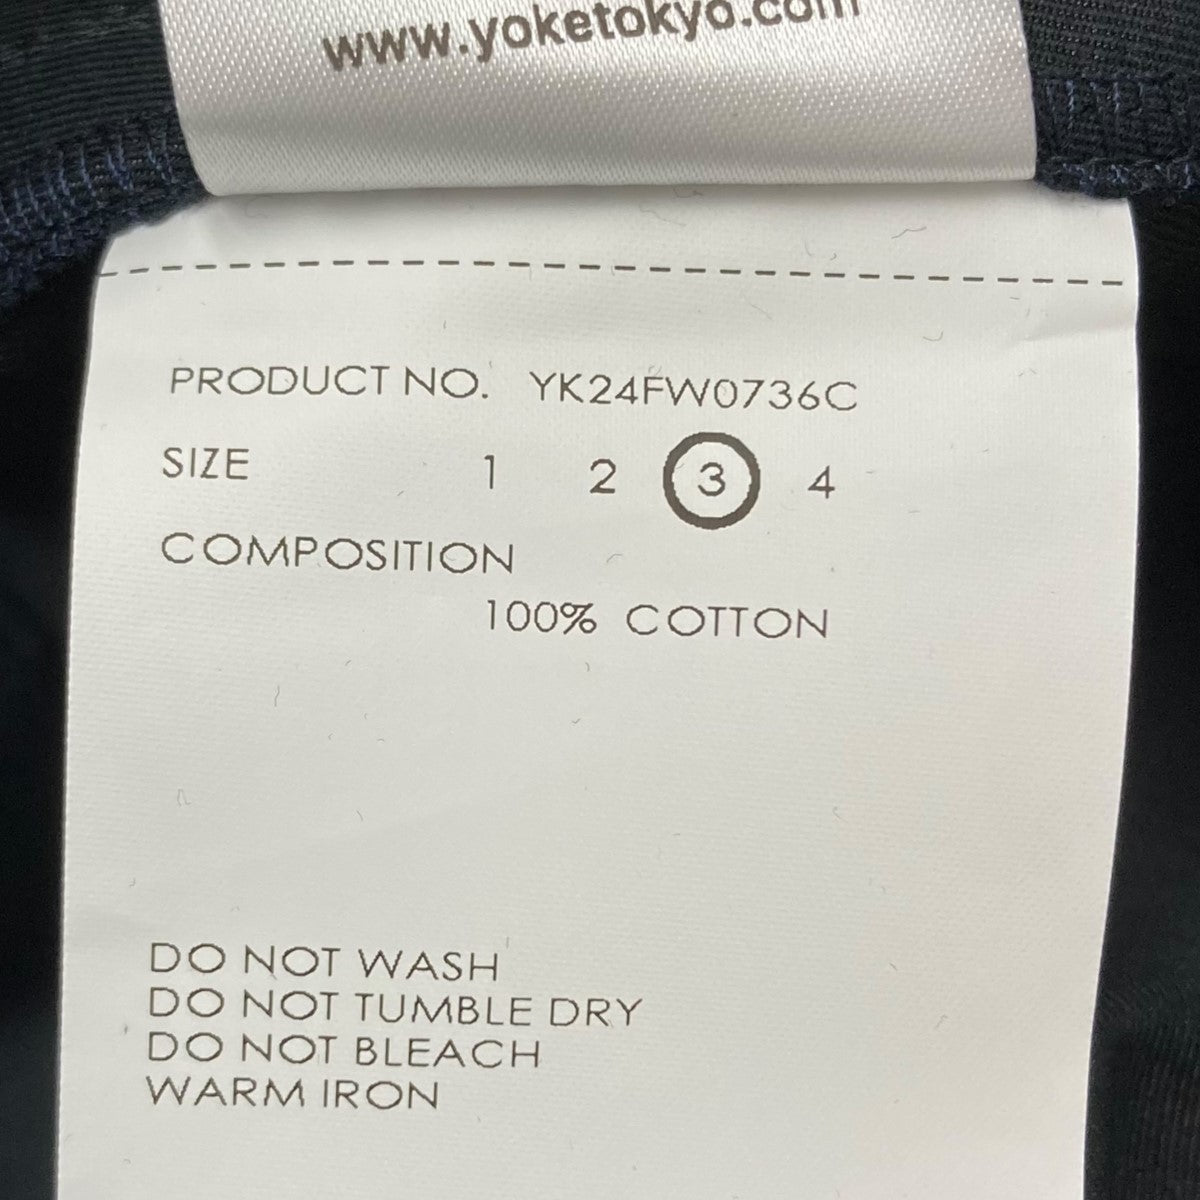 www.yoketokyo.com
PRODUCT NO. YK24FW0736C
SIZE 1 2 3 4
COMPOSITION
100% COTTON
DO NOT WASH
DO NOT TUMBLE DRY
DO NOT BLEACH
WARM IRON